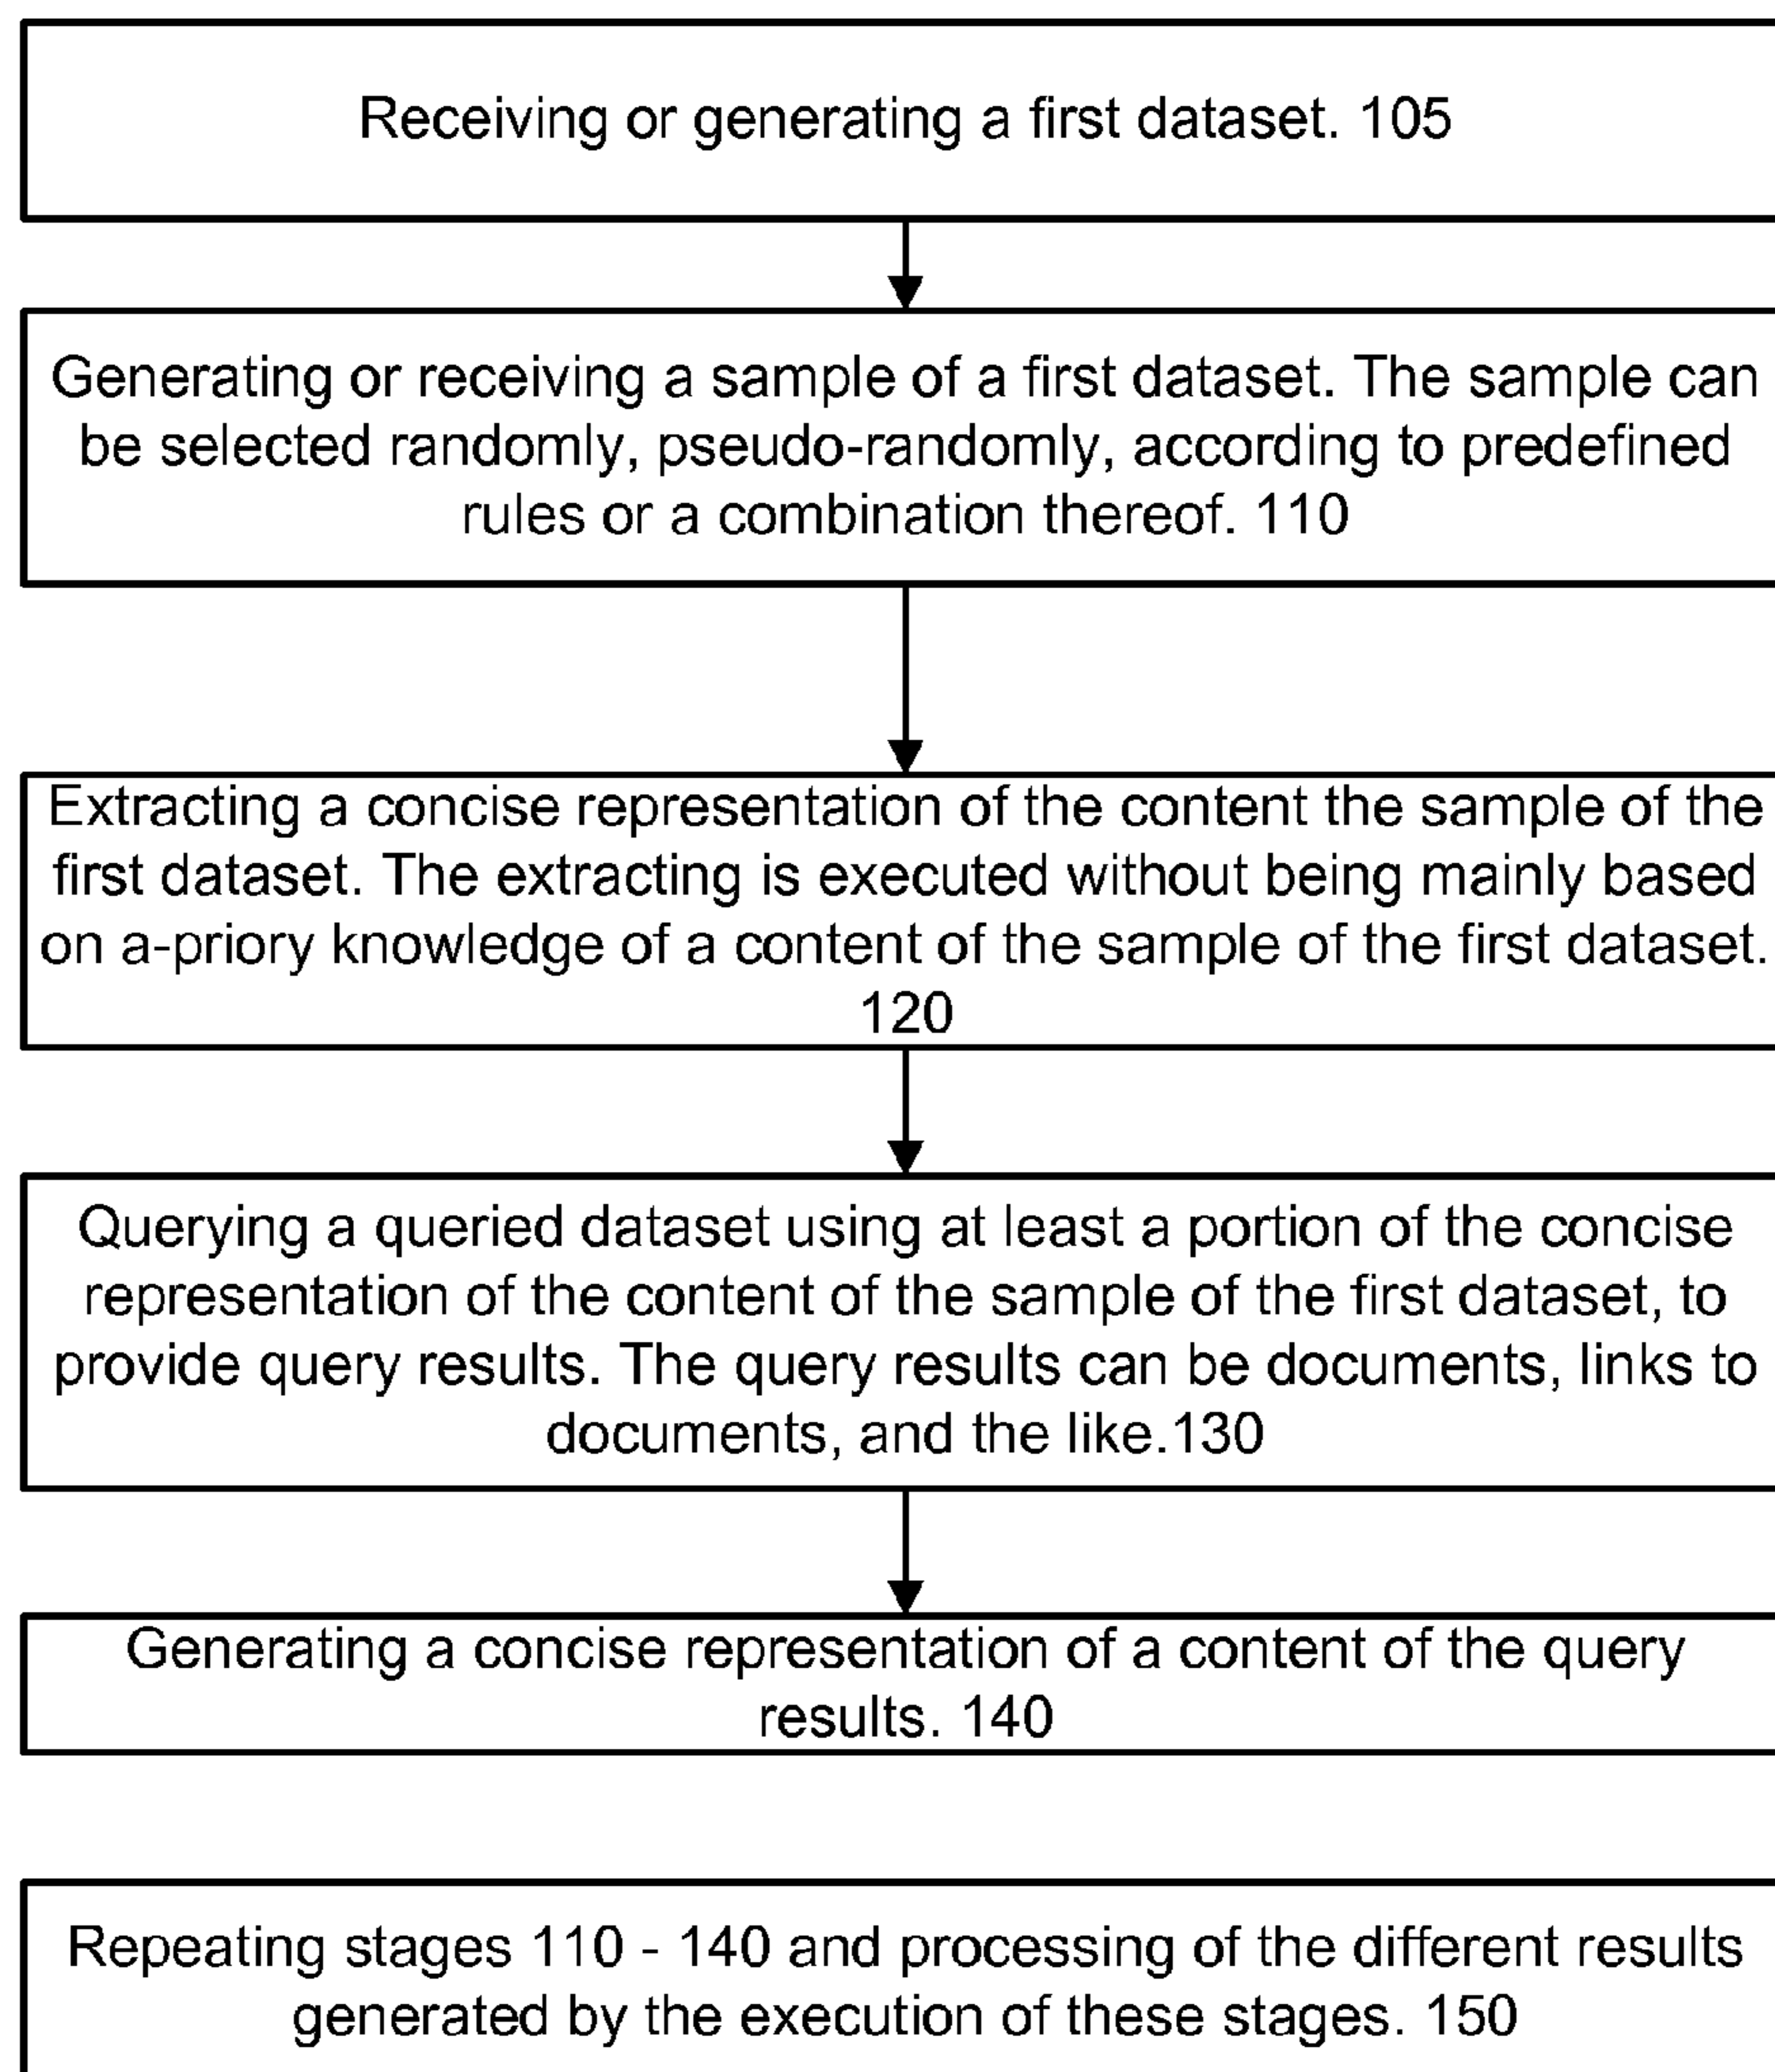 Receiving or generating a first dataset. 105
Generating or receiving a sample of a first dataset. The sample can
be selected randomly, pseudo-randomly, according to predefined
rules or a combination thereof. 110
Extracting a concise representation of the content the sample of the
first dataset. The extracting is executed without being mainly based
on a-priory knowledge of a content of the sample of the first dataset.
120
Querying a queried dataset using at least a portion of the concise
representation of the content of the sample of the first dataset, to
provide query results. The query results can be documents, links to
documents, and the like.130
Generating a concise representation of a content of the query
results. 140
Repeating stages 110 - 140 and processing of the different results
generated by the execution of these stages. 150